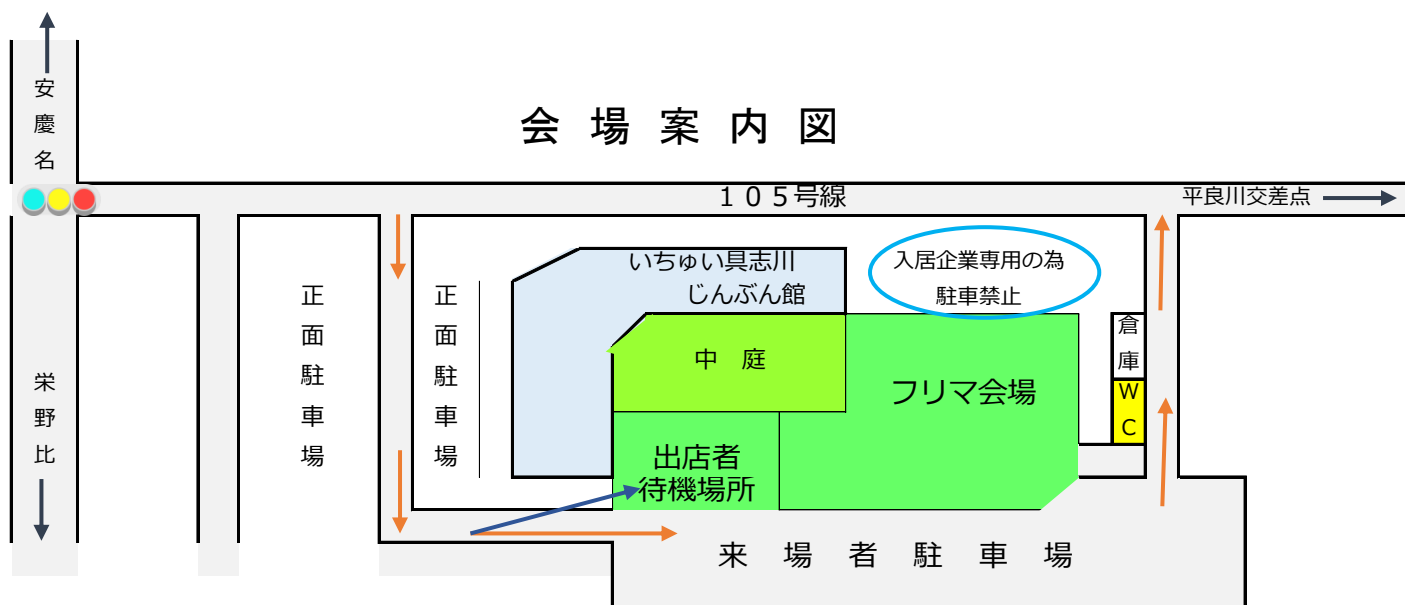 安慶名
会場案内図
１０５号線
平良川交差点
いちゅい具志川
じんぶん館
入居企業専用の為
駐車禁止
正面駐車場
正面駐車場
倉庫
中庭
フリマ会場
WC
栄野比
出店者
待機場所
来場者駐車場